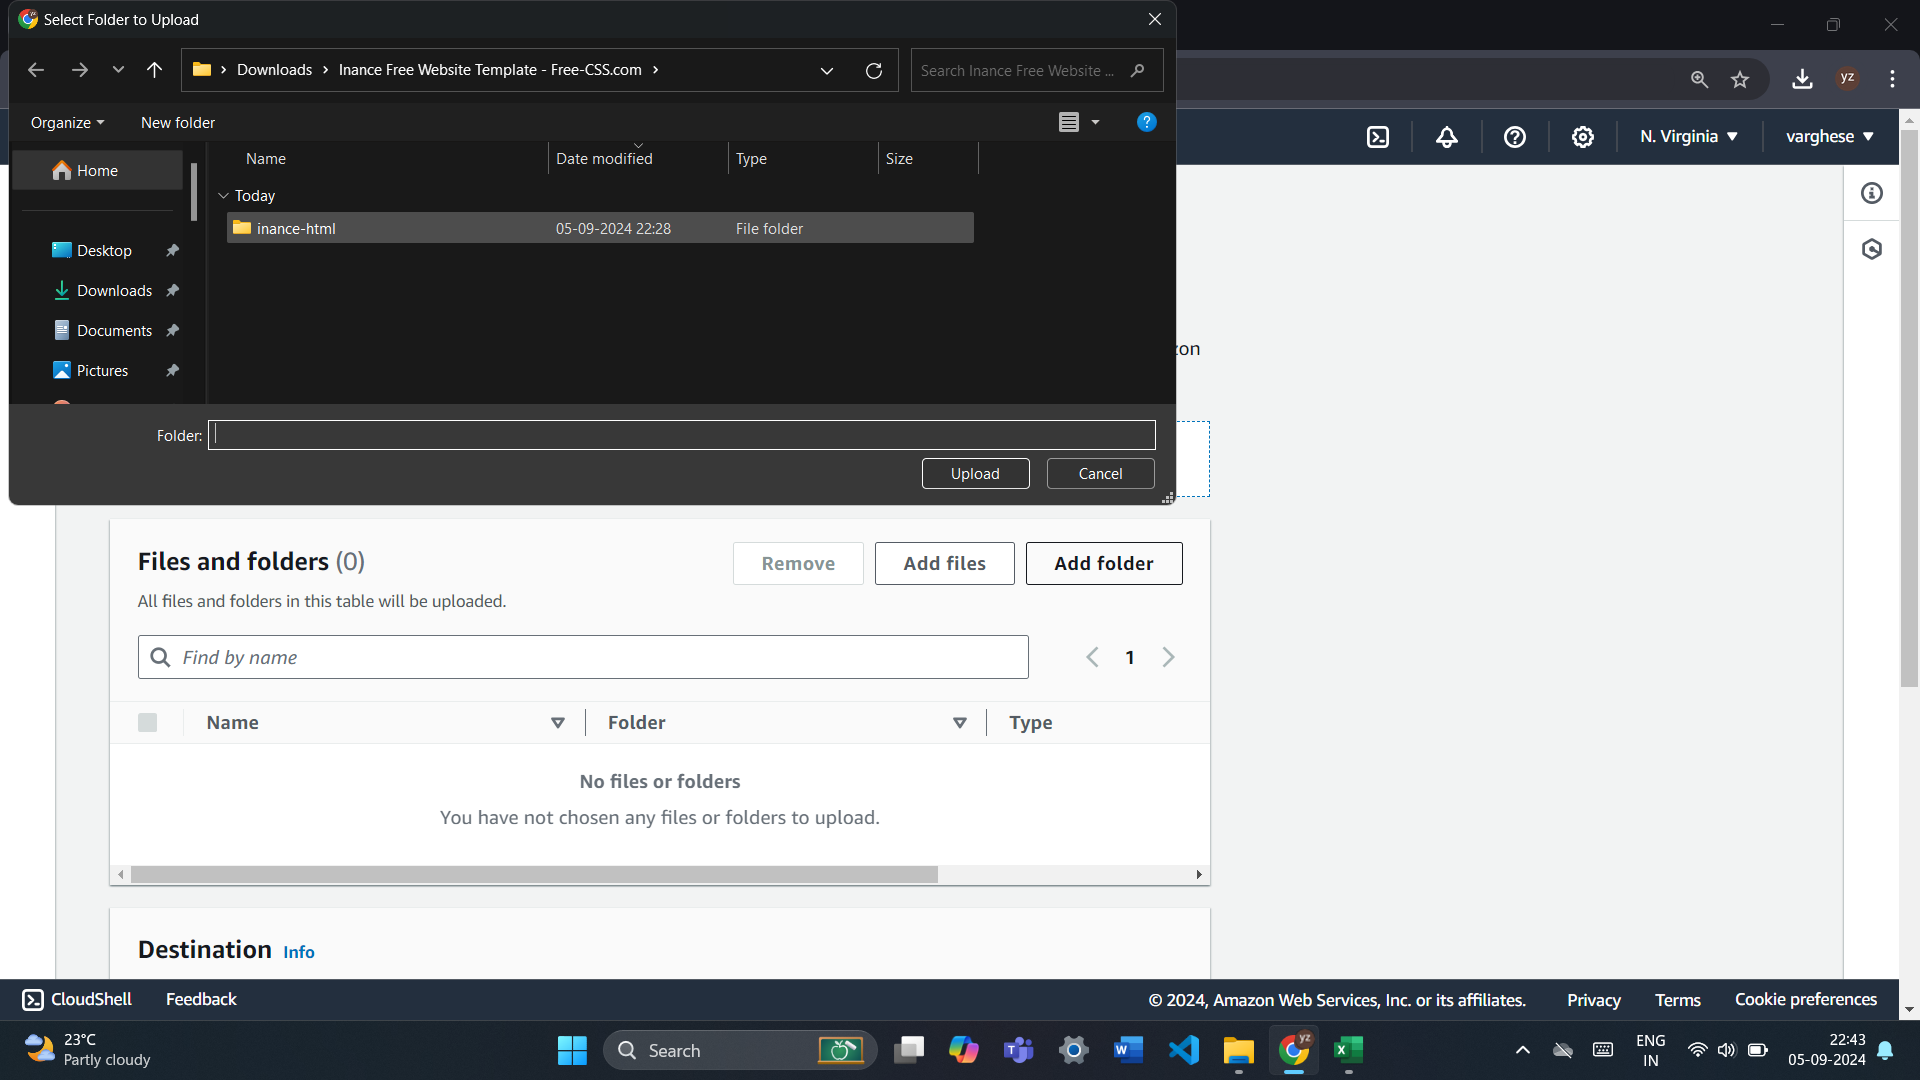 Select Folder to Upload
Downloads
Inance Free Website Template - Free-CSS.com
Search Inance Free Website ...
yz
Organize
New folder
?
N. Virginia
varghese
Home
Name
Date modified
Type
Size
Today
inance-html
05-09-2024 22:28
File folder
Desktop
Downloads
Documents
Pictures
zon
Folder:
Upload
Cancel
Files and folders (0)
Remove
Add files
Add folder
All files and folders in this table will be uploaded.
Find by name
1
Name
Folder
Type
No files or folders
You have not chosen any files or folders to upload.
Destination
Info
CloudShell
Feedback
© 2024, Amazon Web Services, Inc. or its affiliates.
Privacy
Terms
Cookie preferences
23°C
Partly cloudy
Search
yz
ENG
IN
22:43
05-09-2024